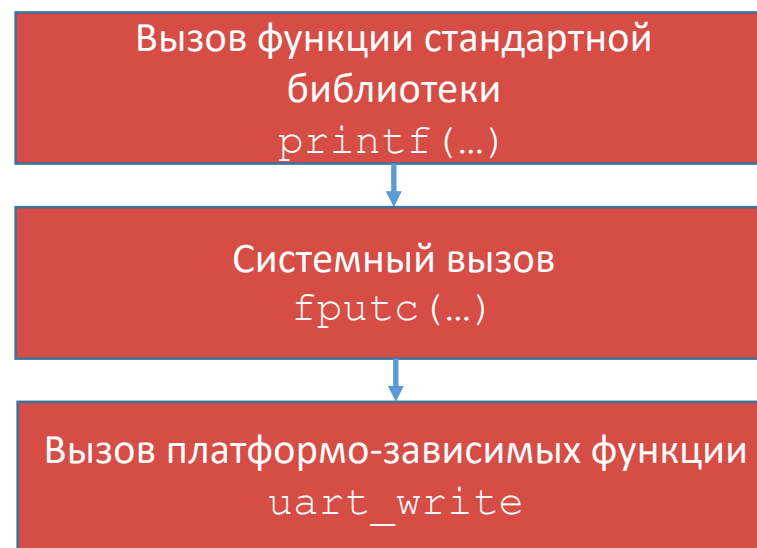 Вызов функции стандартной
библиотеки
printf(…)
Системный вызов
fputc(…)
Вызов платформо-зависимых функции
uart_write